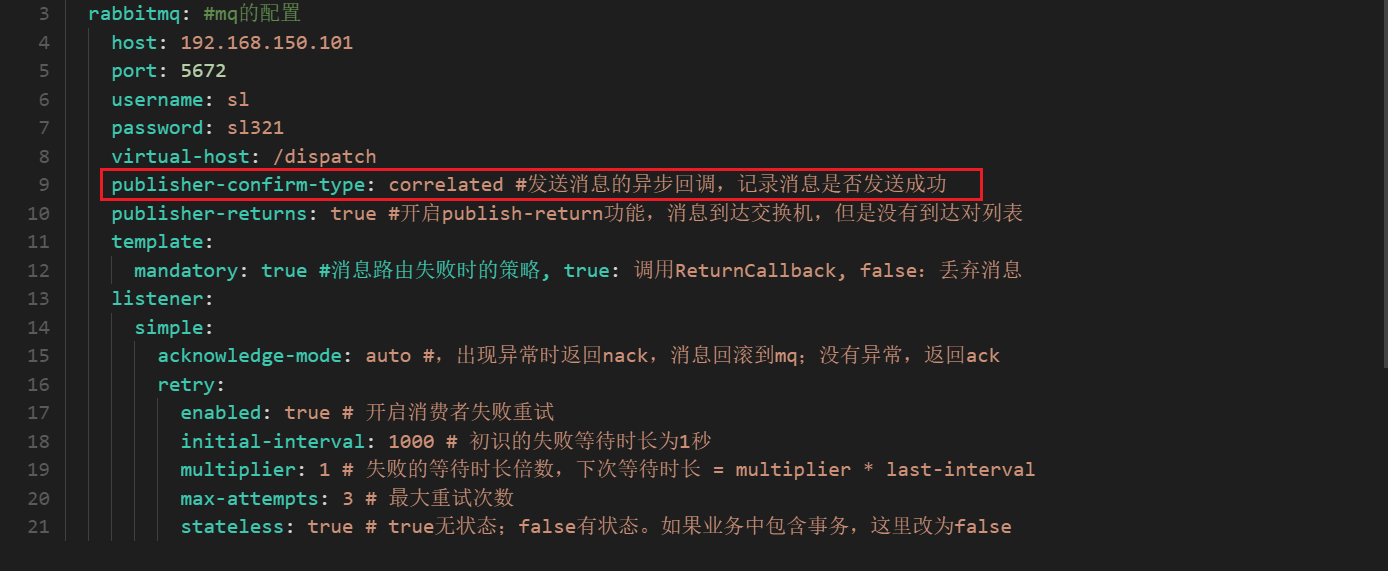 3 rabbitmq: #mq的配置
4 host: 192.168.150.101
5 port: 5672
6 username: sl
7 password: sl321
8 virtual-host: /dispatch
9 publisher-confirm-type: correlated #发送消息的异步回调，记录消息是否发送成功
10 publisher-returns: true #开启publish-return功能，消息到达交换机，但是没有到达对列表
11 template:
12 mandatory: true #消息路由失败时的策略, true: 调用ReturnCallback, false：丢弃消息
13 listener:
14 simple:
15 acknowledge-mode: auto #，出现异常时返回nack，消息回滚到mq；没有异常，返回ack
16 retry:
17 enabled: true # 开启消费者失败重试
18 initial-interval: 1000 # 初识的失败等待时长为1秒
19 multiplier: 1 # 失败的等待时长倍数，下次等待时长 = multiplier * last-interval
20 max-attempts: 3 # 最大重试次数
21 stateless: true # true无状态；false有状态。如果业务中包含事务，这里改为false